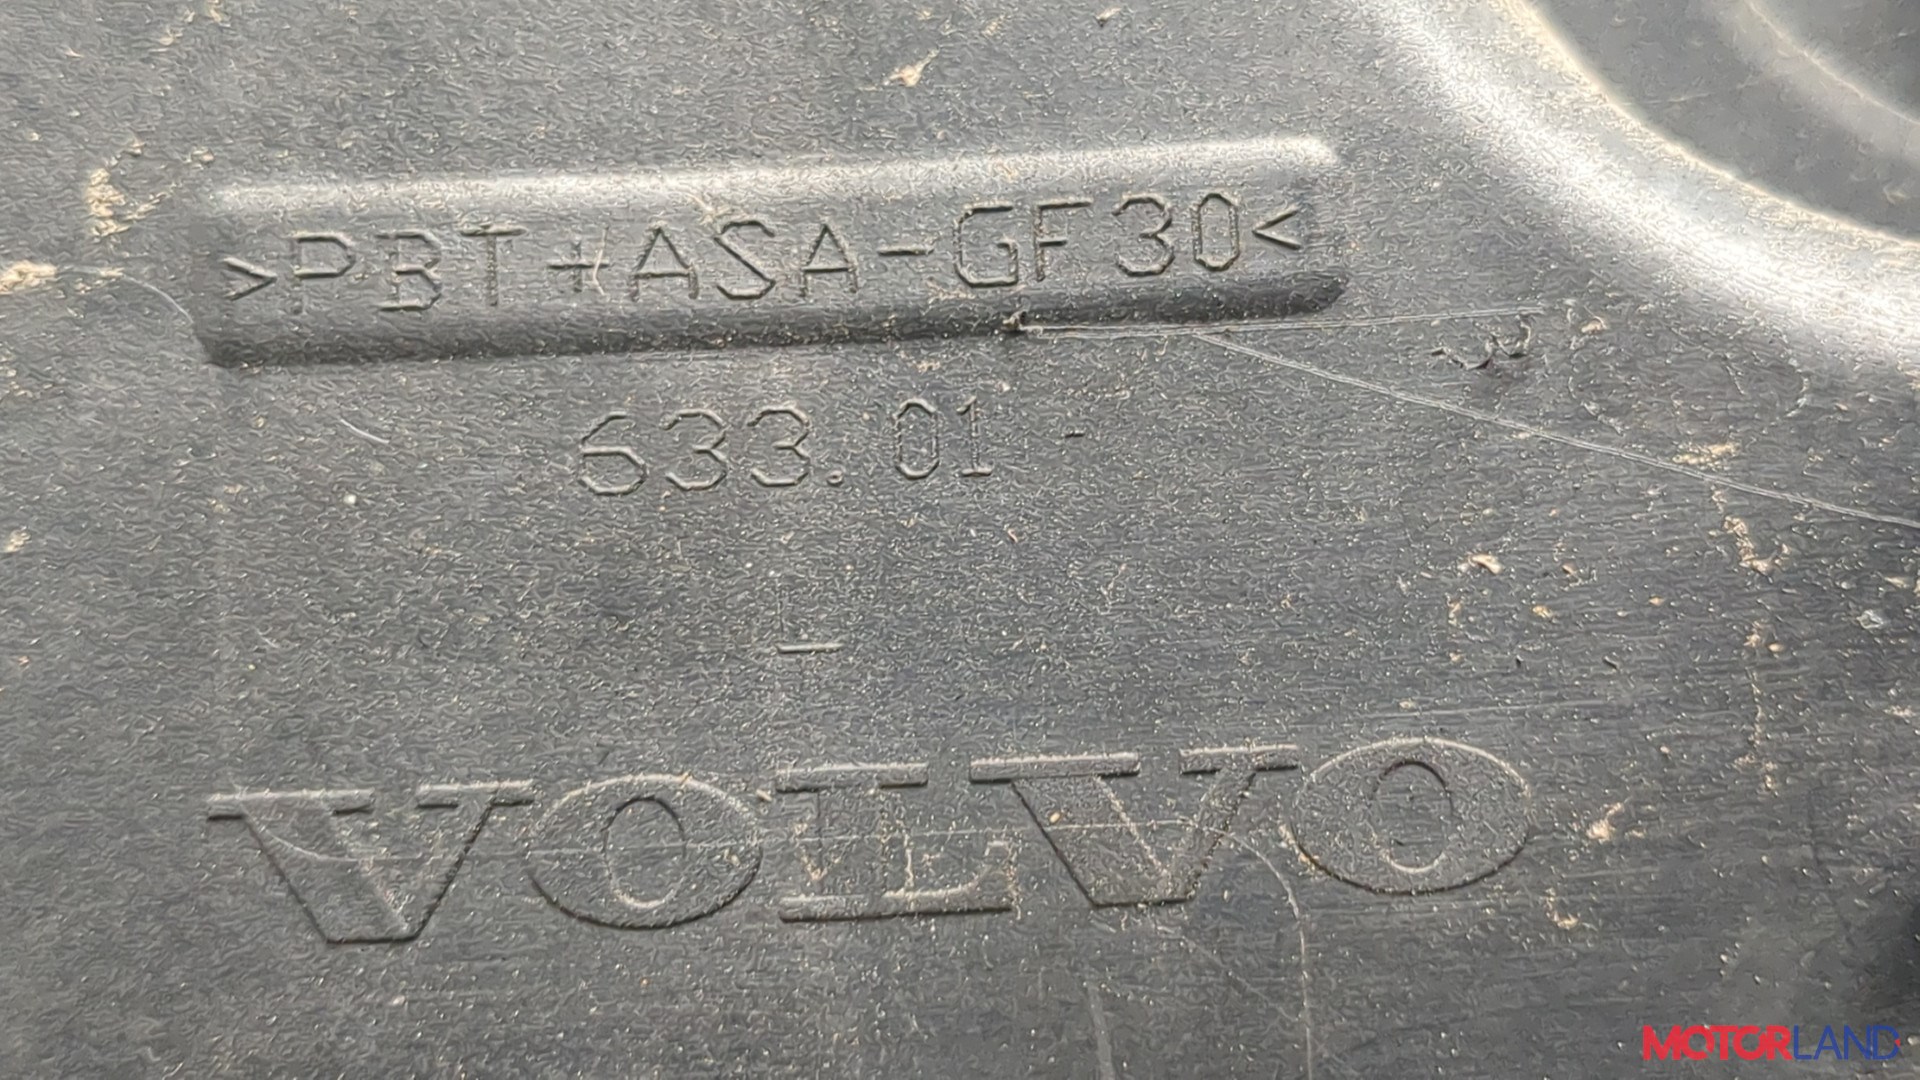 >PBT+ASA-GF30<
633.01
VOLVO
MOTORLAND